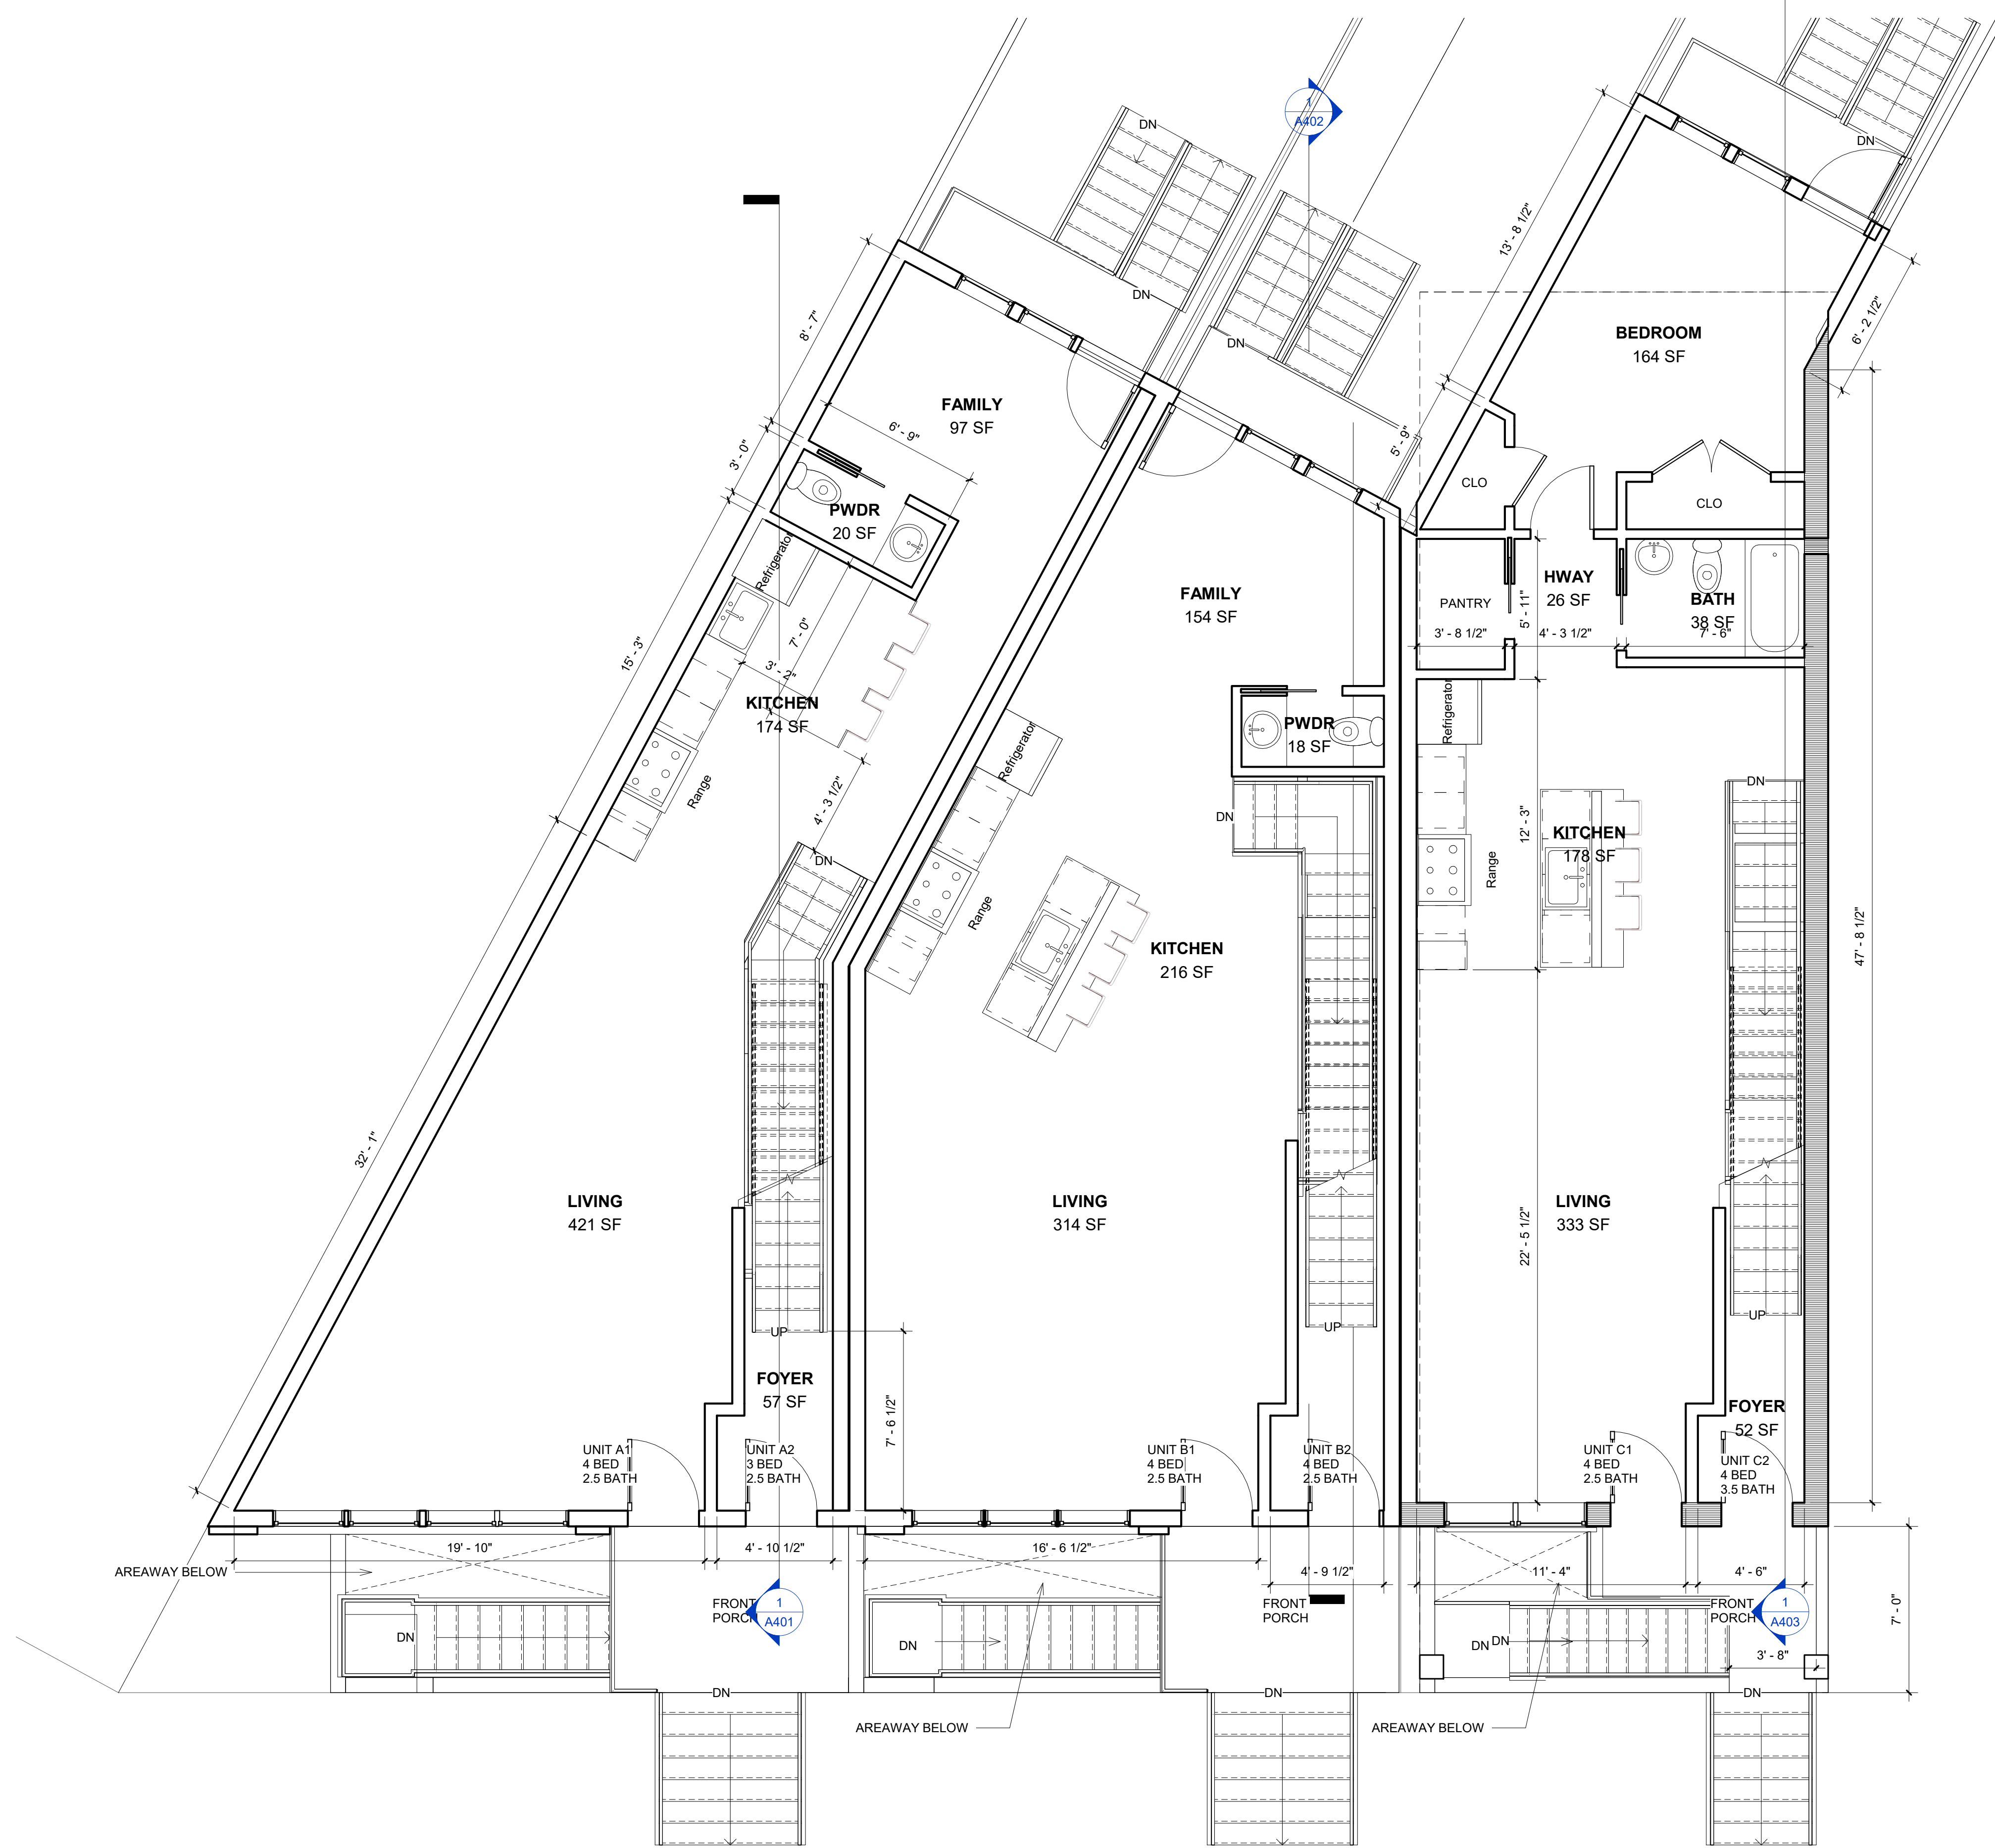 1
A402
DN
DN
DN
DN
DN
13' - 8 1/2"
8' - 7"
6' - 2 1/2"
BEDROOM
164 SF
FAMILY
97 SF
6' - 9"
3' - 0"
5' - 9"
CLO
CLO
PWDR
20 SF
Refrigerator
FAMILY
154 SF
HWAY
26 SF
PANTRY
5' - 11"
BATH
38 SF
3' - 8 1/2"
4' - 3 1/2"
7' - 6"
15' - 3"
7' - 0"
3' - 2"
KITCHEN
174 SF
Range
4' - 3 1/2"
Refrigerator
PWDR
18 SF
Refrigerator
DN
DN
DN
12' - 3"
KITCHEN
178 SF
Range
Range
KITCHEN
216 SF
47' - 8 1/2"
32' - 1"
LIVING
421 SF
LIVING
314 SF
LIVING
333 SF
22' - 5 1/2"
UP
UP
UP
FOYER
57 SF
7' - 6 1/2"
FOYER
52 SF
UNIT A1
4 BED
2.5 BATH
UNIT A2
3 BED
2.5 BATH
UNIT B1
4 BED
2.5 BATH
UNIT B2
4 BED
2.5 BATH
UNIT C1
4 BED
2.5 BATH
UNIT C2
4 BED
3.5 BATH
19' - 10"
4' - 10 1/2"
16' - 6 1/2"
4' - 9 1/2"
11' - 4"
4' - 6"
AREAWAY BELOW
FRONT
PORCH
1
A401
FRONT
PORCH
FRONT
PORCH
1
A403
7' - 0"
DN
DN
DN
DN
3' - 8"
DN
DN
DN
AREAWAY BELOW
AREAWAY BELOW